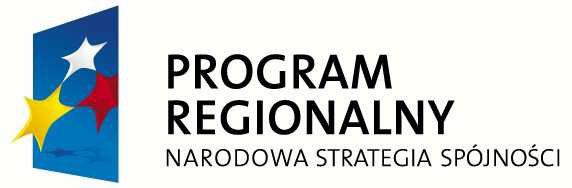 PROGRAM
REGIONALNY
NARODOWA STRATEGIA SPÓJNOŚCI